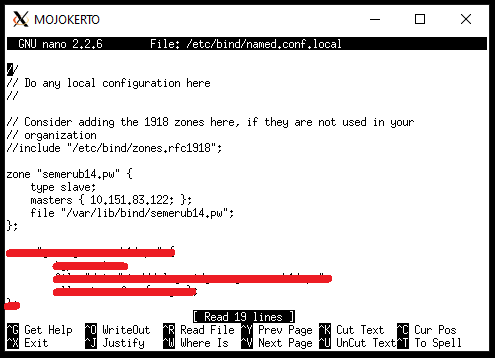 MOJOKERTO
GNU nano 2.2.6 File: /etc/bind/named.conf.local
//
// Do any local configuration here
//
// Consider adding the 1918 zones here, if they are not used in your
// organization
//include "/etc/bind/zones.rfc1918";
zone "semerub14.pw" {
type slave;
masters { 10.151.83.122; };
file "/var/lib/bind/semerub14.pw";
};
[ Read 19 lines ]
^G Get Help ^O WriteOut ^R Read File ^Y Prev Page ^K Cut Text ^C Cur Pos
^X Exit ^J Justify ^W Where Is ^V Next Page ^U UnCut Text ^T To Spell